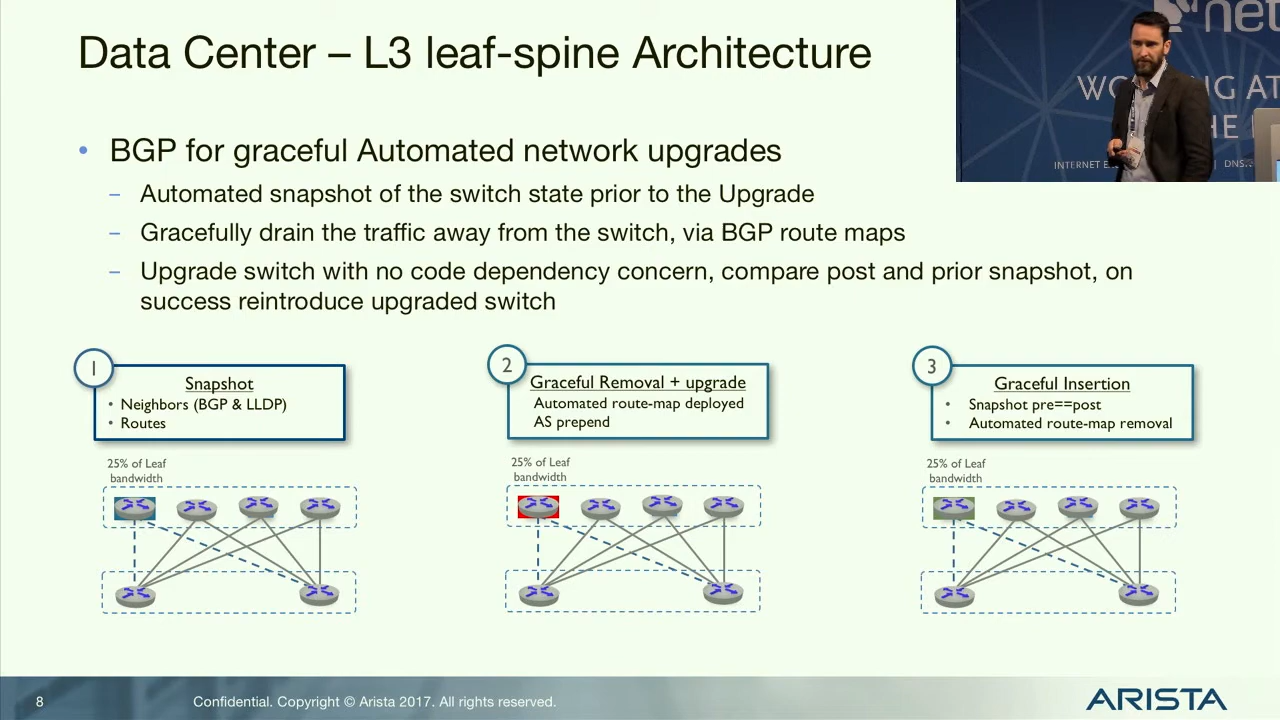 Data Center – L3 leaf-spine Architecture
• BGP for graceful Automated network upgrades
– Automated snapshot of the switch state prior to the Upgrade
– Gracefully drain the traffic away from the switch, via BGP route maps
– Upgrade switch with no code dependency concern, compare post and prior snapshot, on
success reintroduce upgraded switch
1
Snapshot
• Neighbors (BGP & LLDP)
• Routes
25% of Leaf
bandwidth
2
Graceful Removal + upgrade
Automated route-map deployed
AS prepend
25% of Leaf
bandwidth
3
Graceful Insertion
• Snapshot pre==post
• Automated route-map removal
25% of Leaf
bandwidth
8
Confidential. Copyright © Arista 2017. All rights reserved.
ARISTA
net
AT
INTERNET
DNS